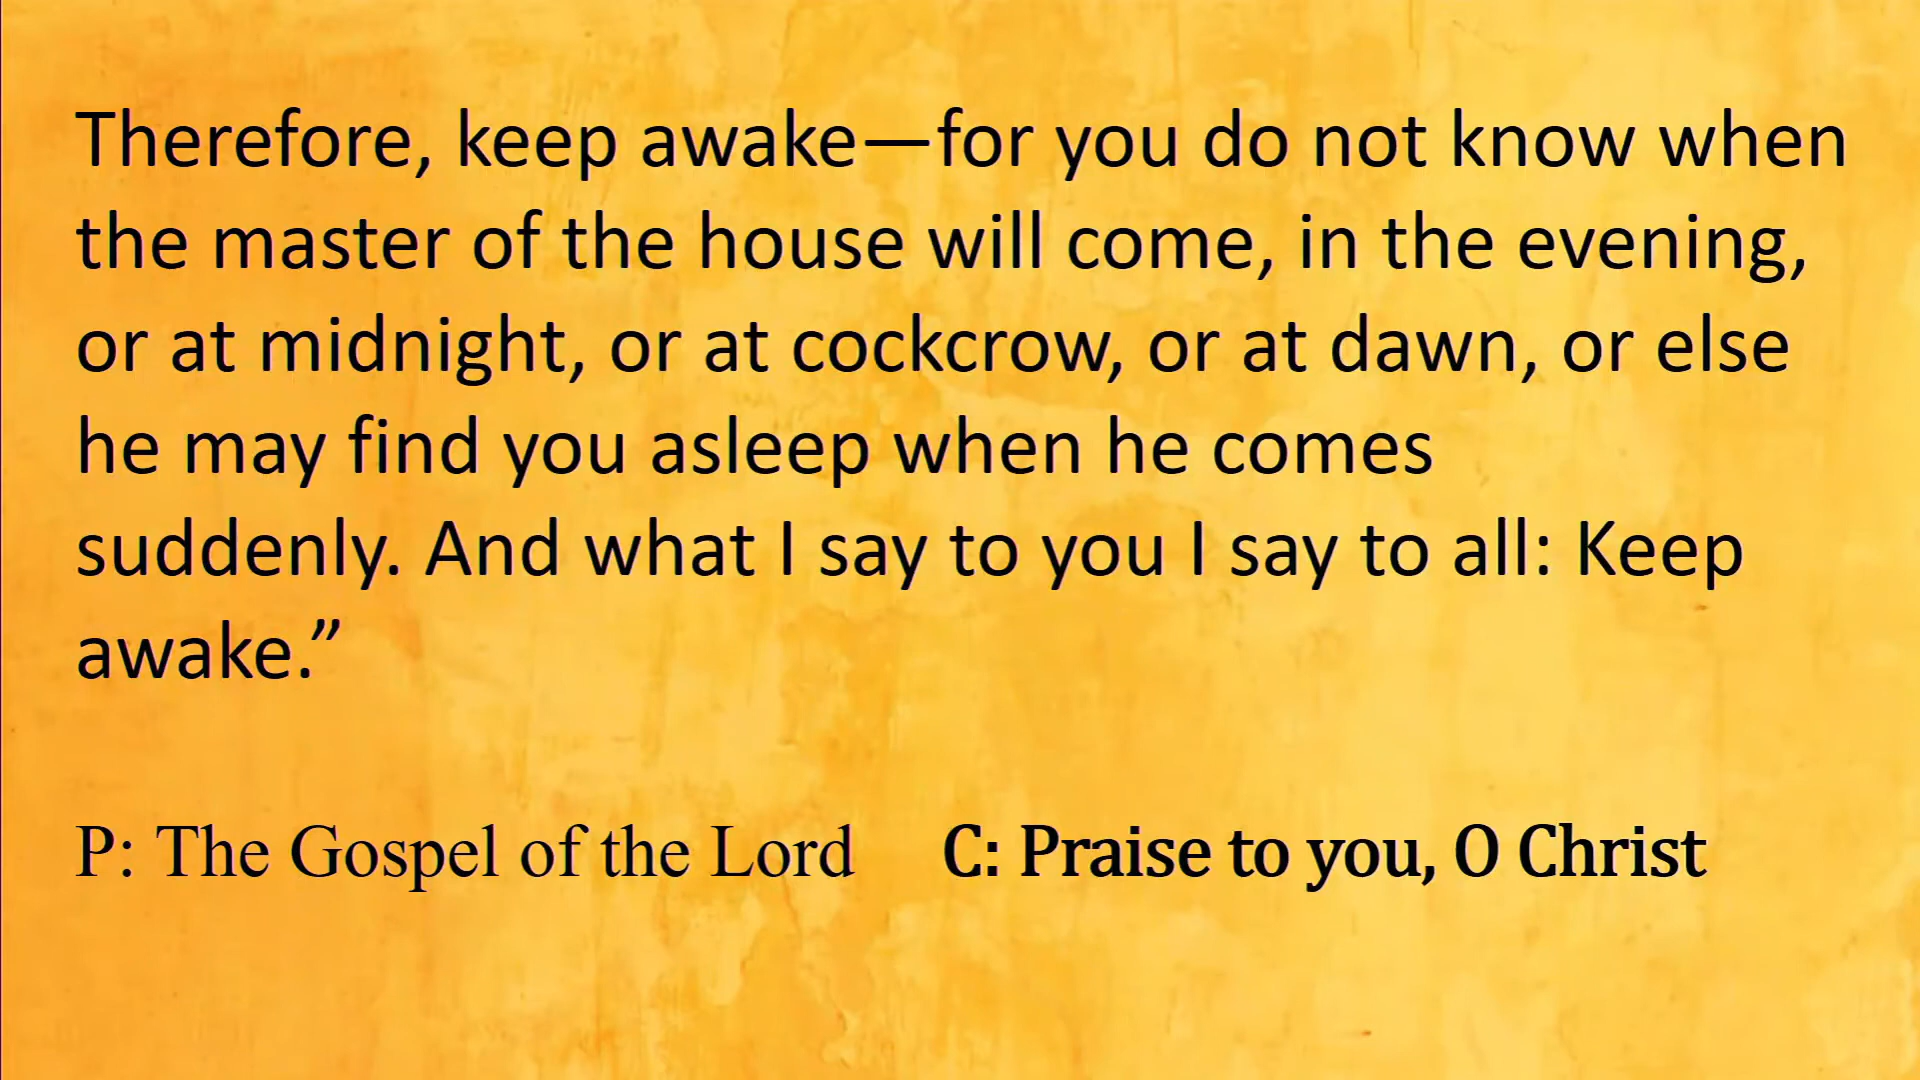 Therefore, keep awake—for you do not know when
the master of the house will come, in the evening,
or at midnight, or at cockcrow, or at dawn, or else
he may find you asleep when he comes
suddenly. And what I say to you I say to all: Keep
awake.”
P: The Gospel of the Lord C: Praise to you, O Christ